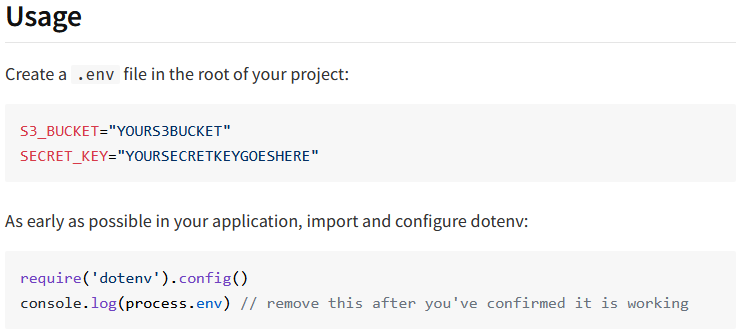 Usage
Create a .env file in the root of your project:
S3_BUCKET="YOURS3BUCKET"
SECRET_KEY="YOURSECRETKEYGOESHERE"
As early as possible in your application, import and configure dotenv:
require('dotenv').config()
console.log(process.env) // remove this after you've confirmed it is working